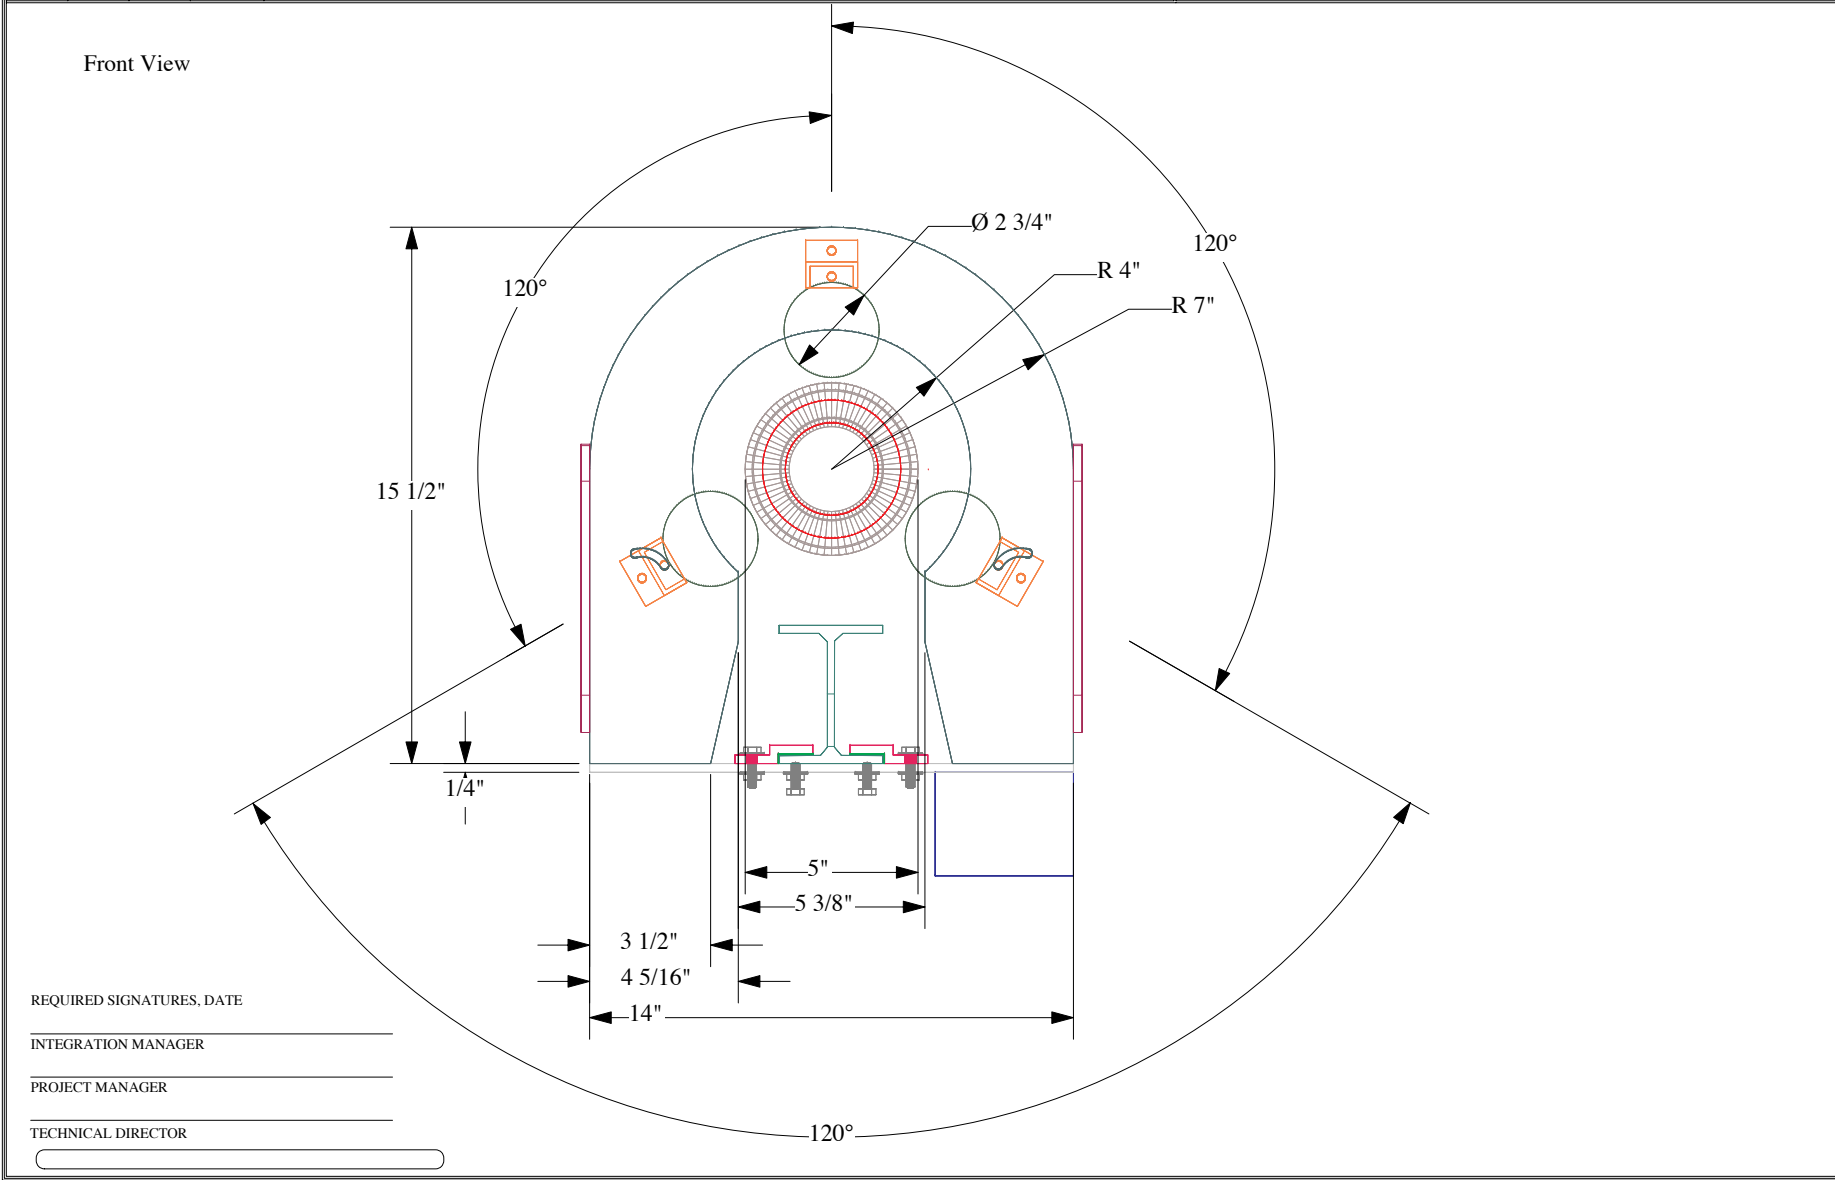 Front View
Ø 2 3/4"
120°
R 4"
120°
R 7"
15 1/2"
1/4"
5"
5 3/8"
3 1/2"
4 5/16"
14"
120°
REQUIRED SIGNATURES, DATE
INTEGRATION MANAGER
PROJECT MANAGER
TECHNICAL DIRECTOR